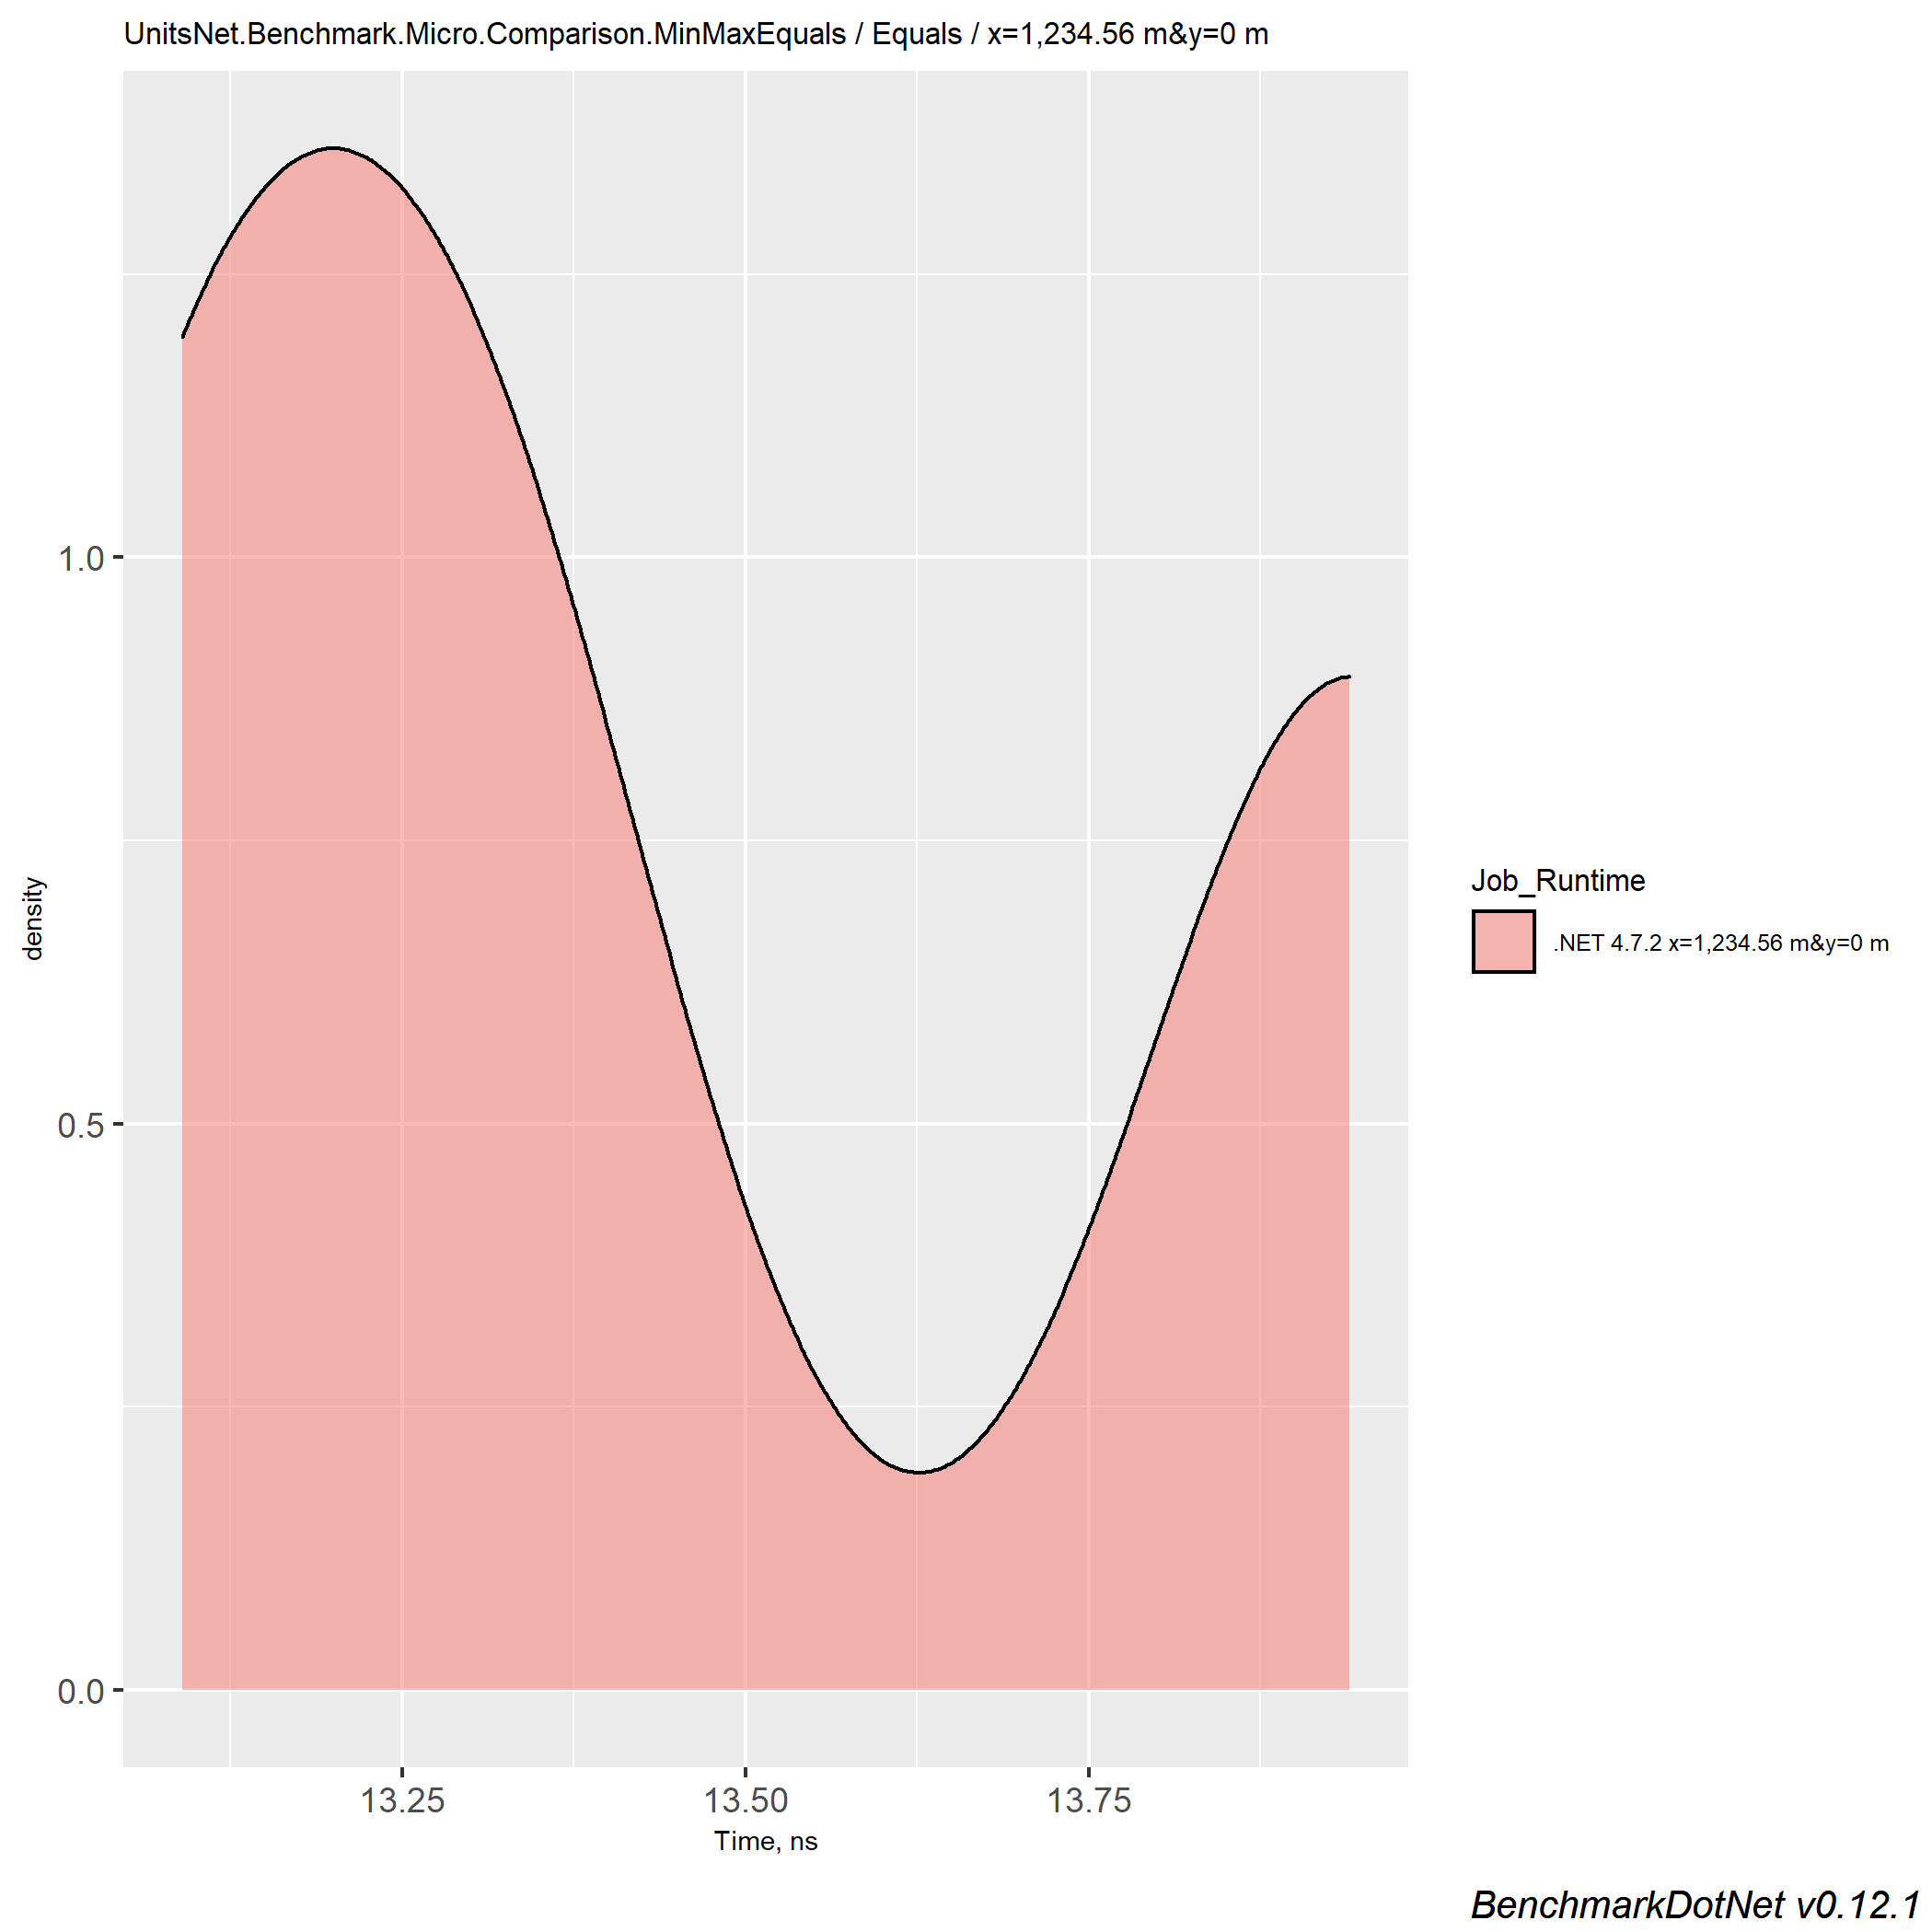 UnitsNet.Benchmark.Micro.Comparison.MinMaxEquals / Equals / x=1,234.56 m&y=0 m
1.0
0.5
0.0
density
13.25
13.50
13.75
Time, ns
Job_Runtime
.NET 4.7.2 x=1,234.56 m&y=0 m
BenchmarkDotNet v0.12.1